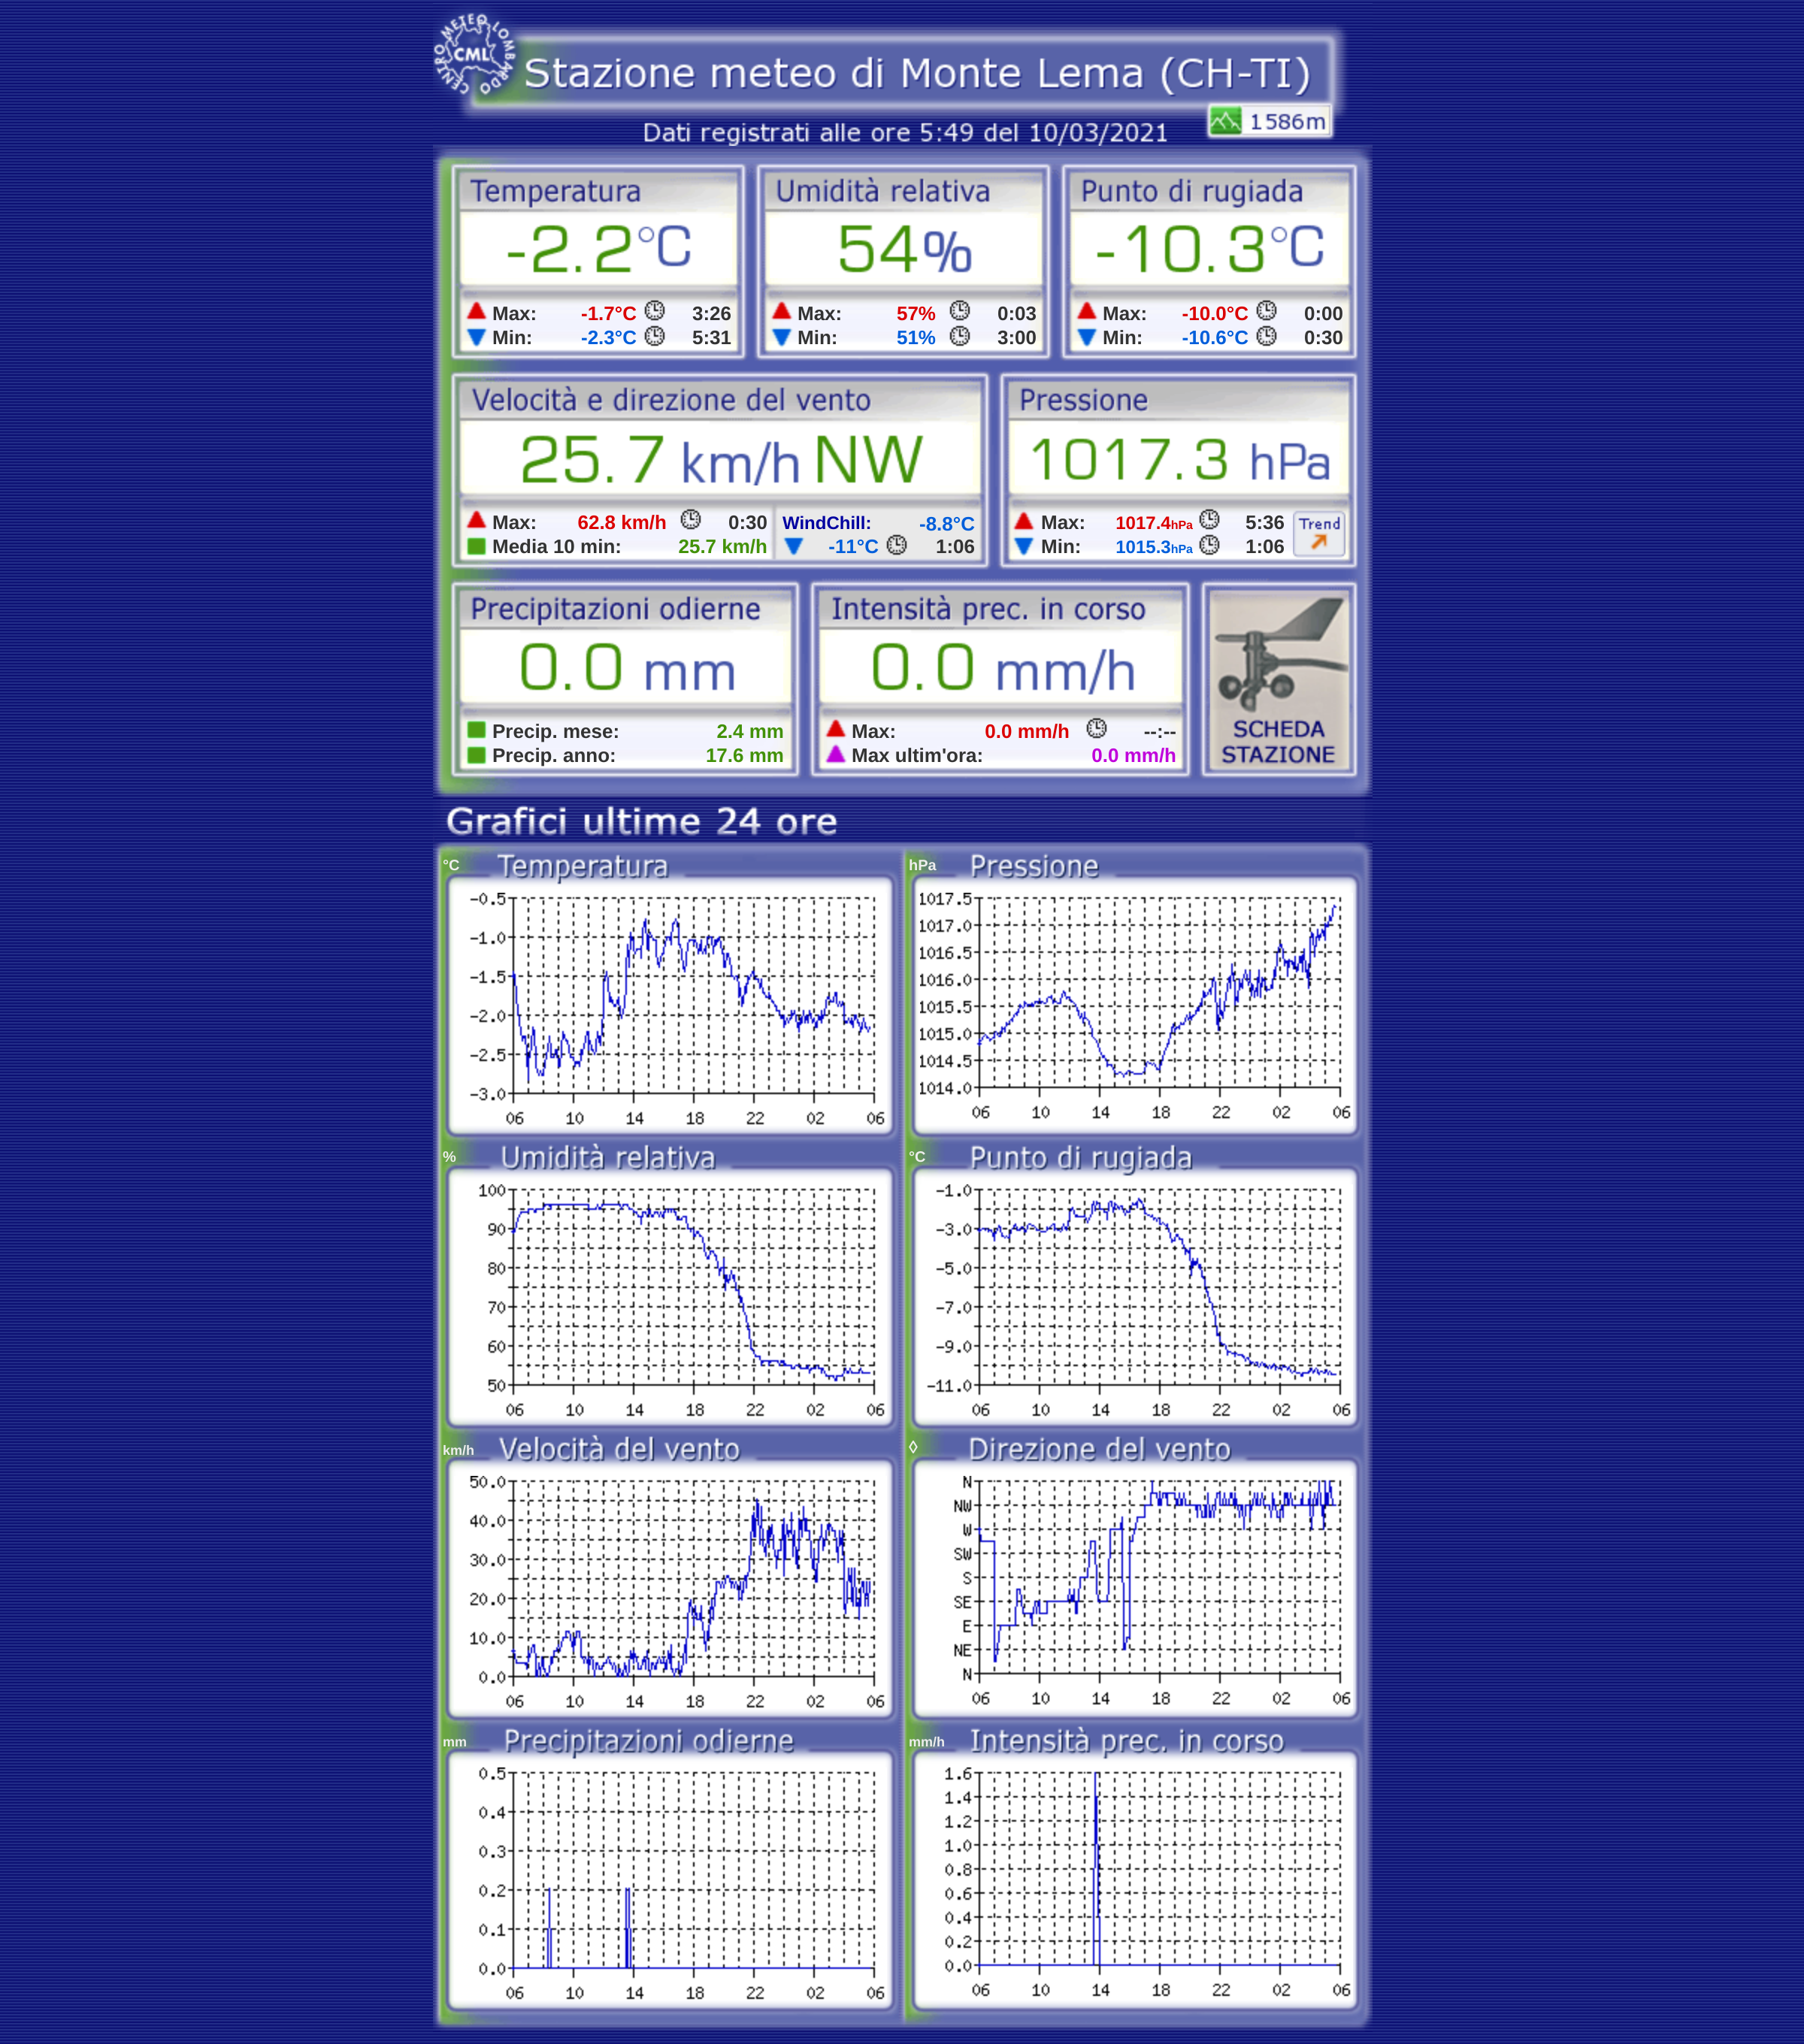 CENTRO METEO LOMBARDO
CML
Stazione meteo di Monte Lema (CH-TI)
Dati registrati alle ore 5:49 del 10/03/2021
1586m
Temperatura Umidità relativa Punto di rugiada
-2.2°C 54% -10.3°C
Max: -1.7°C 3:26 Max: 57% 0:03 Max: -10.0°C 0:00
Min: -2.3°C 5:31 Min: 51% 3:00 Min: -10.6°C 0:30
Velocità e direzione del vento Pressione
25.7 km/h NW 1017.3 hPa
Max: 62.8 km/h 0:30 WindChill: -8.8°C Max: 1017.4hPa 5:36 Trend
Media 10 min: 25.7 km/h -11°C 1:06 Min: 1015.3hPa 1:06
Precipitazioni odierne Intensità prec. in corso
0.0 mm 0.0 mm/h
Precip. mese: 2.4 mm Max: 0.0 mm/h --:-- SCHEDA
Precip. anno: 17.6 mm Max ultim'ora: 0.0 mm/h STAZIONE
Grafici ultime 24 ore
°C Temperatura
-0.5
-1.0
-1.5
-2.0
-2.5
-3.0
06 10 14 18 22 02 06
hPa Pressione
1017.5
1017.0
1016.5
1016.0
1015.5
1015.0
1014.5
1014.0
06 10 14 18 22 02 06
% Umidità relativa
100
90
80
70
60
50
06 10 14 18 22 02 06
°C Punto di rugiada
-1.0
-3.0
-5.0
-7.0
-9.0
-11.0
06 10 14 18 22 02 06
km/h Velocità del vento
50.0
40.0
30.0
20.0
10.0
0.0
06 10 14 18 22 02 06
◊ Direzione del vento
N
NW
W
SW
S
SE
E
NE
N
06 10 14 18 22 02 06
mm Precipitazioni odierne
0.5
0.4
0.3
0.2
0.1
0.0
06 10 14 18 22 02 06
mm/h Intensità prec. in corso
1.6
1.4
1.2
1.0
0.8
0.6
0.4
0.2
0.0
06 10 14 18 22 02 06